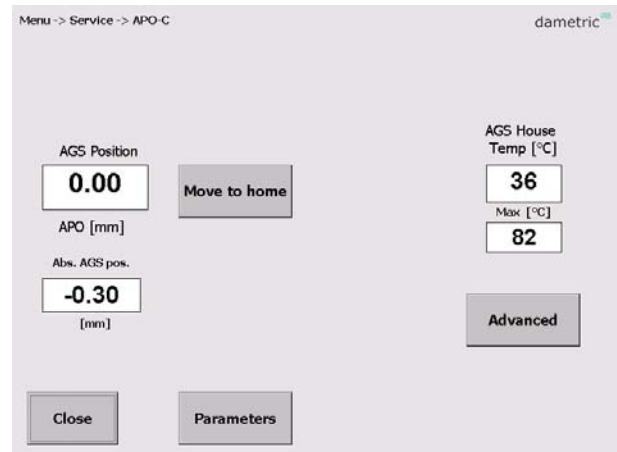 Menu -> Service -> APO-C
dametric
AGS Position
0.00
APO [mm]
Move to home
Abs. AGS pos.
-0.30
[mm]
AGS House
Temp [°C]
36
Max [°C]
82
Advanced
Close
Parameters